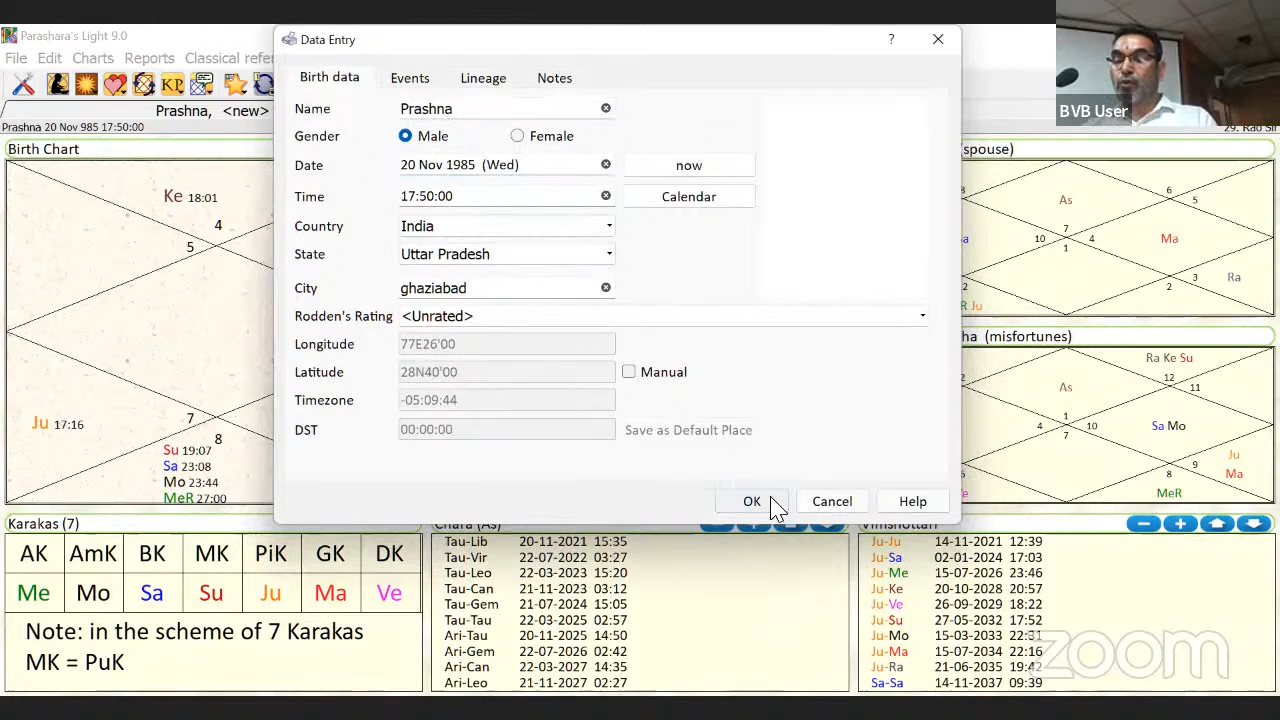 Parashara's Light 9.0
File Edit Charts Reports Classical refe
Prashna, <new>
Prashna 20 Nov 985 17:50:00
29. Rao Sir
Birth Chart
Ke 18:01
4
5
Ju 17:16
7
8
Su 19:07
Sa 23:08
Mo 23:44
MeR 27:00
Data Entry
?
Birth data Events Lineage Notes
Name Prashna
Gender Male Female
Date 20 Nov 1985 (Wed) now
Time 17:50:00 Calendar
Country India
State Uttar Pradesh
City ghaziabad
Rodden's Rating <Unrated>
Longitude 77E26'00
Latitude 28N40'00 Manual
Timezone -05:09:44
DST 00:00:00 Save as Default Place
OK Cancel Help
BVB User
(spouse)
As
6
5
7
10 4
1
Ma
3
2
Ra
R Ju
ha (misfortunes)
Ra Ke Su
12
11
As
1
4 10
7
Sa Mo
Ju
9
8
Ma
MeR
Karakas (7)
AK AmK BK MK PiK GK DK
Me Mo Sa Su Ju Ma Ve
Note: in the scheme of 7 Karakas
MK = PuK
Chara (As)
Tau-Lib 20-11-2021 15:35
Tau-Vir 22-07-2022 03:27
Tau-Leo 22-03-2023 15:20
Tau-Can 21-11-2023 03:12
Tau-Gem 21-07-2024 15:05
Tau-Tau 22-03-2025 02:57
Ari-Tau 20-11-2025 14:50
Ari-Gem 22-07-2026 02:42
Ari-Can 22-03-2027 14:35
Ari-Leo 21-11-2027 02:27
Vimshottari
Ju-Ju 14-11-2021 12:39
Ju-Sa 02-01-2024 17:03
Ju-Me 15-07-2026 23:46
Ju-Ke 20-10-2028 20:57
Ju-Ve 26-09-2029 18:22
Ju-Su 27-05-2032 17:52
Ju-Mo 15-03-2033 22:31
Ju-Ma 15-07-2034 22:16
Ju-Ra 21-06-2035 19:42
Sa-Sa 14-11-2037 09:39
zoom